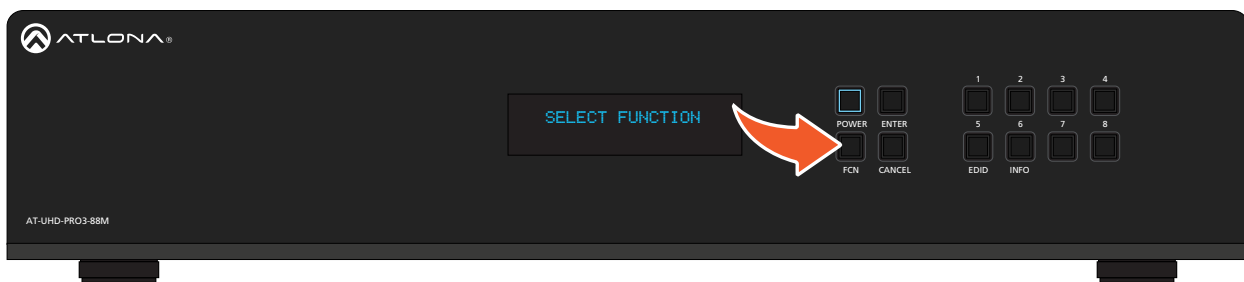 ATLONA®
SELECT FUNCTION
1 2 3 4
POWER ENTER
5 6 7 8
FCN CANCEL
EDID INFO
AT-UHD-PRO3-88M